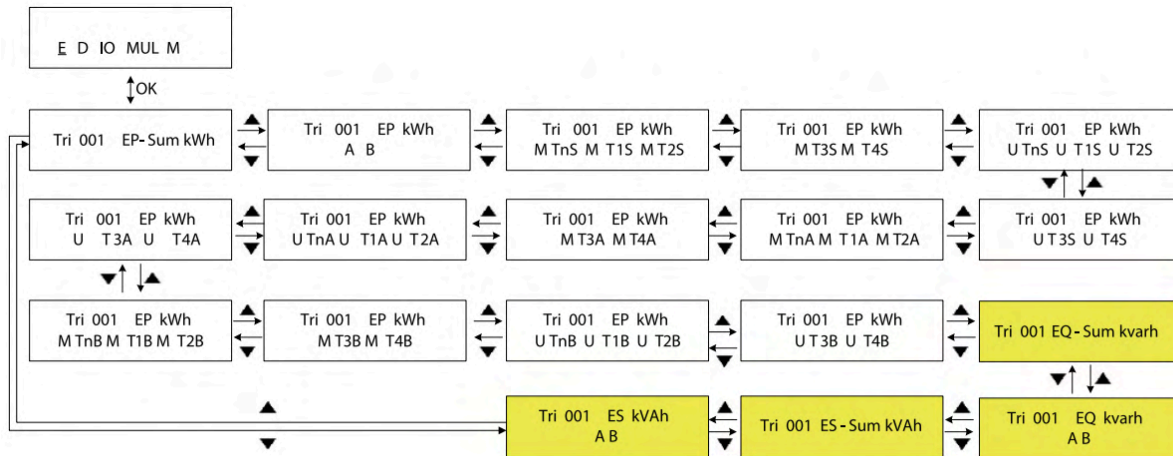 E D IO MUL M
OK
Tri 001 EP-Sum kWh
Tri 001 EP kWh
A B
Tri 001 EP kWh
M TnS M T1S M T2S
Tri 001 EP kWh
M T3S M T4S
Tri 001 EP kWh
U TnS U T1S U T2S
Tri 001 EP kWh
U T3A U T4A
Tri 001 EP kWh
U TnA U T1A U T2A
Tri 001 EP kWh
M T3A M T4A
Tri 001 EP kWh
M TnA M T1A M T2A
Tri 001 EP kWh
U T3S U T4S
Tri 001 EP kWh
M TnB M T1B M T2B
Tri 001 EP kWh
M T3B M T4B
Tri 001 EP kWh
U TnB U T1B U T2B
Tri 001 EP kWh
U T3B U T4B
Tri 001 EQ-Sum kvarh
Tri 001 ES kVAh
A B
Tri 001 ES-Sum kVAh
Tri 001 EQ kvarh
A B